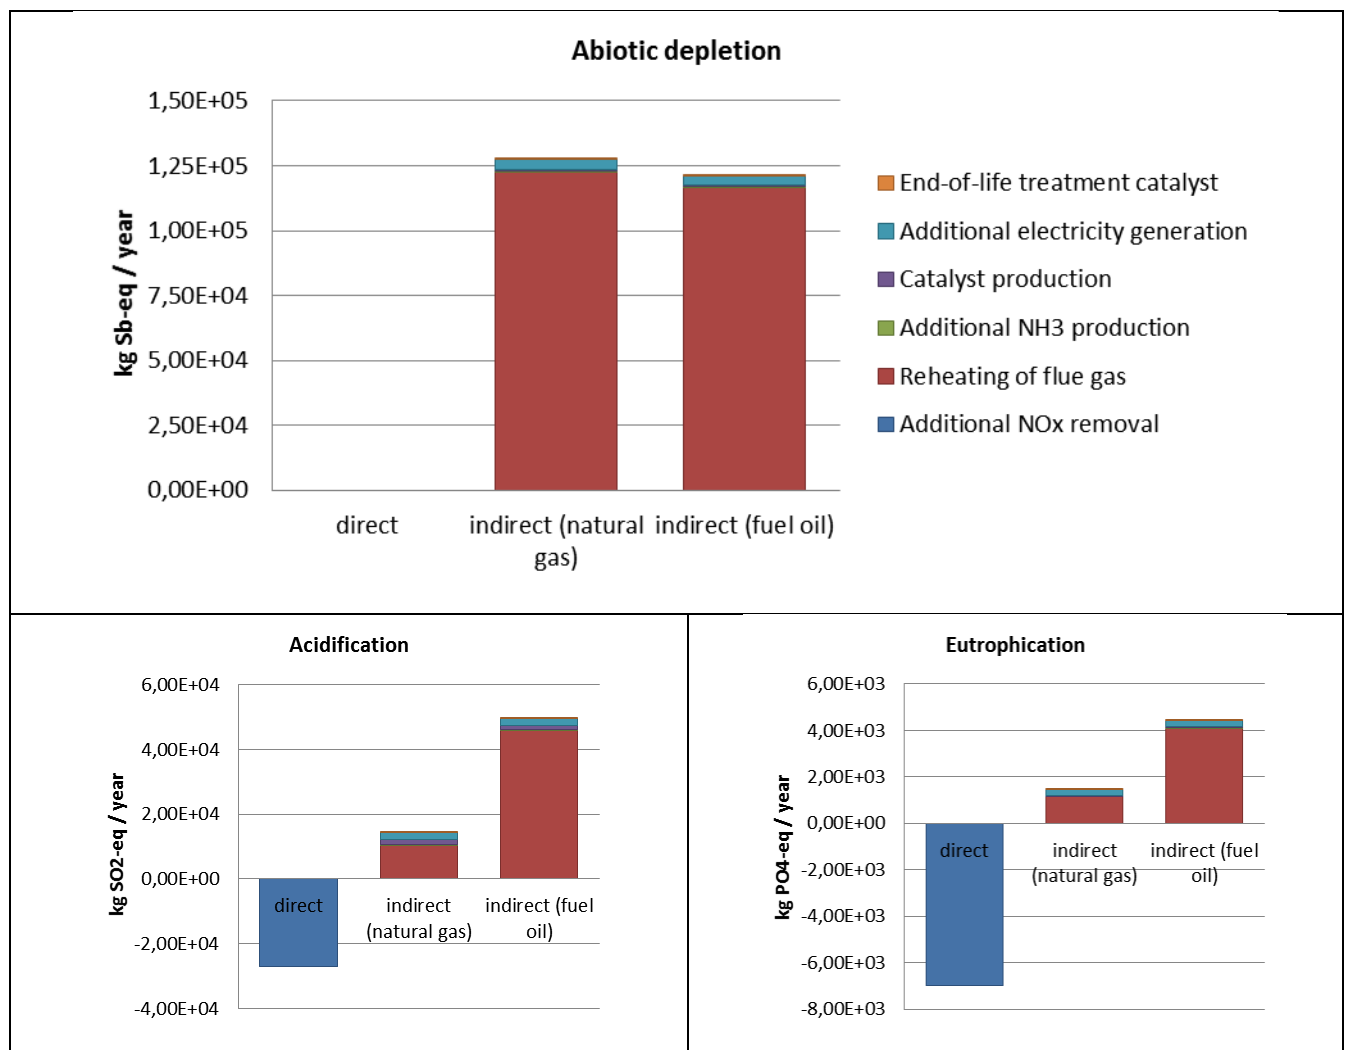 Abiotic depletion
kg Sb-eq / year
1,50E+05
1,25E+05
1,00E+05
7,50E+04
5,00E+04
2,50E+04
0,00E+00
direct
indirect (natural
gas)
indirect (fuel oil)
End-of-life treatment catalyst
Additional electricity generation
Catalyst production
Additional NH3 production
Reheating of flue gas
Additional NOx removal
Acidification
kg SO2-eq / year
6,00E+04
4,00E+04
2,00E+04
0,00E+00
-2,00E+04
-4,00E+04
direct
indirect
(natural gas)
indirect (fuel
oil)
Eutrophication
kg PO4-eq / year
6,00E+03
4,00E+03
2,00E+03
0,00E+00
-2,00E+03
-4,00E+03
-6,00E+03
-8,00E+03
direct
indirect
(natural gas)
indirect (fuel
oil)